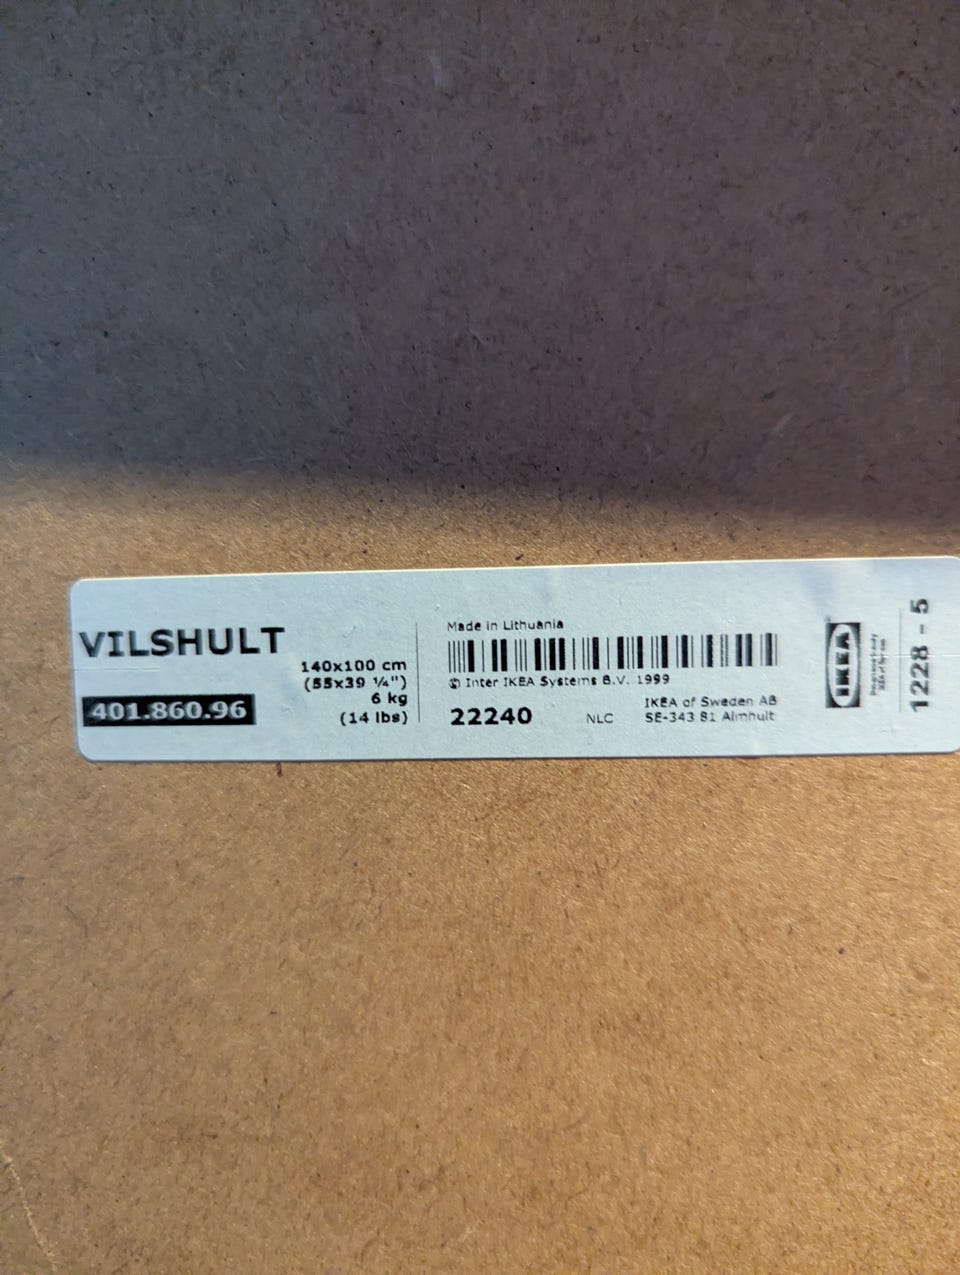 VILSHULT
401.860.96
140x100 cm
(55x39 ¼")
6 kg
(14 lbs)
Made in Lithuania
© Inter IKEA Systems B.V. 1999
22240
NLC
IKEA of Sweden AB
SE-343 81 Älmhult
IKEA
1228 - 5